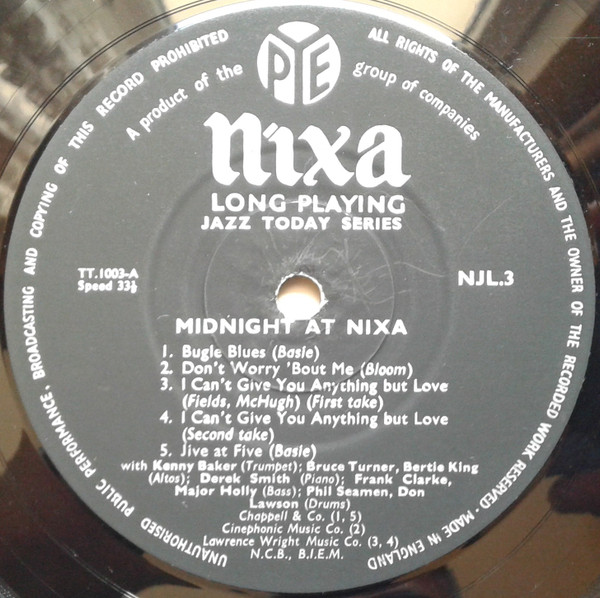 UNAUTHORISED PUBLIC PERFORMANCE, BROADCASTING AND COPYING OF THIS RECORD PROHIBITED
ALL RIGHTS OF THE MANUFACTURERS AND THE OWNER OF THE RECORDED WORK RESERVED - MADE IN ENGLAND
A product of the PYE group of companies
nixa
LONG PLAYING
JAZZ TODAY SERIES
TT.1003-A
Speed 33⅓
NJL.3
MIDNIGHT AT NIXA
1. Bugle Blues (Basie)
2. Don't Worry 'Bout Me (Bloom)
3. I Can't Give You Anything but Love
(Fields, McHugh) (First take)
4. I Can't Give You Anything but Love
(Second take)
5. Jive at Five (Basie)
with Kenny Baker (Trumpet); Bruce Turner, Bertie King
(Altos); Derek Smith (Piano); Frank Clarke,
Major Holly (Bass); Phil Seamen, Don
Lawson (Drums)
Chappell & Co. (1, 5)
Cinephonic Music Co. (2)
Lawrence Wright Music Co. (3, 4)
N.C.B., B.I.E.M.